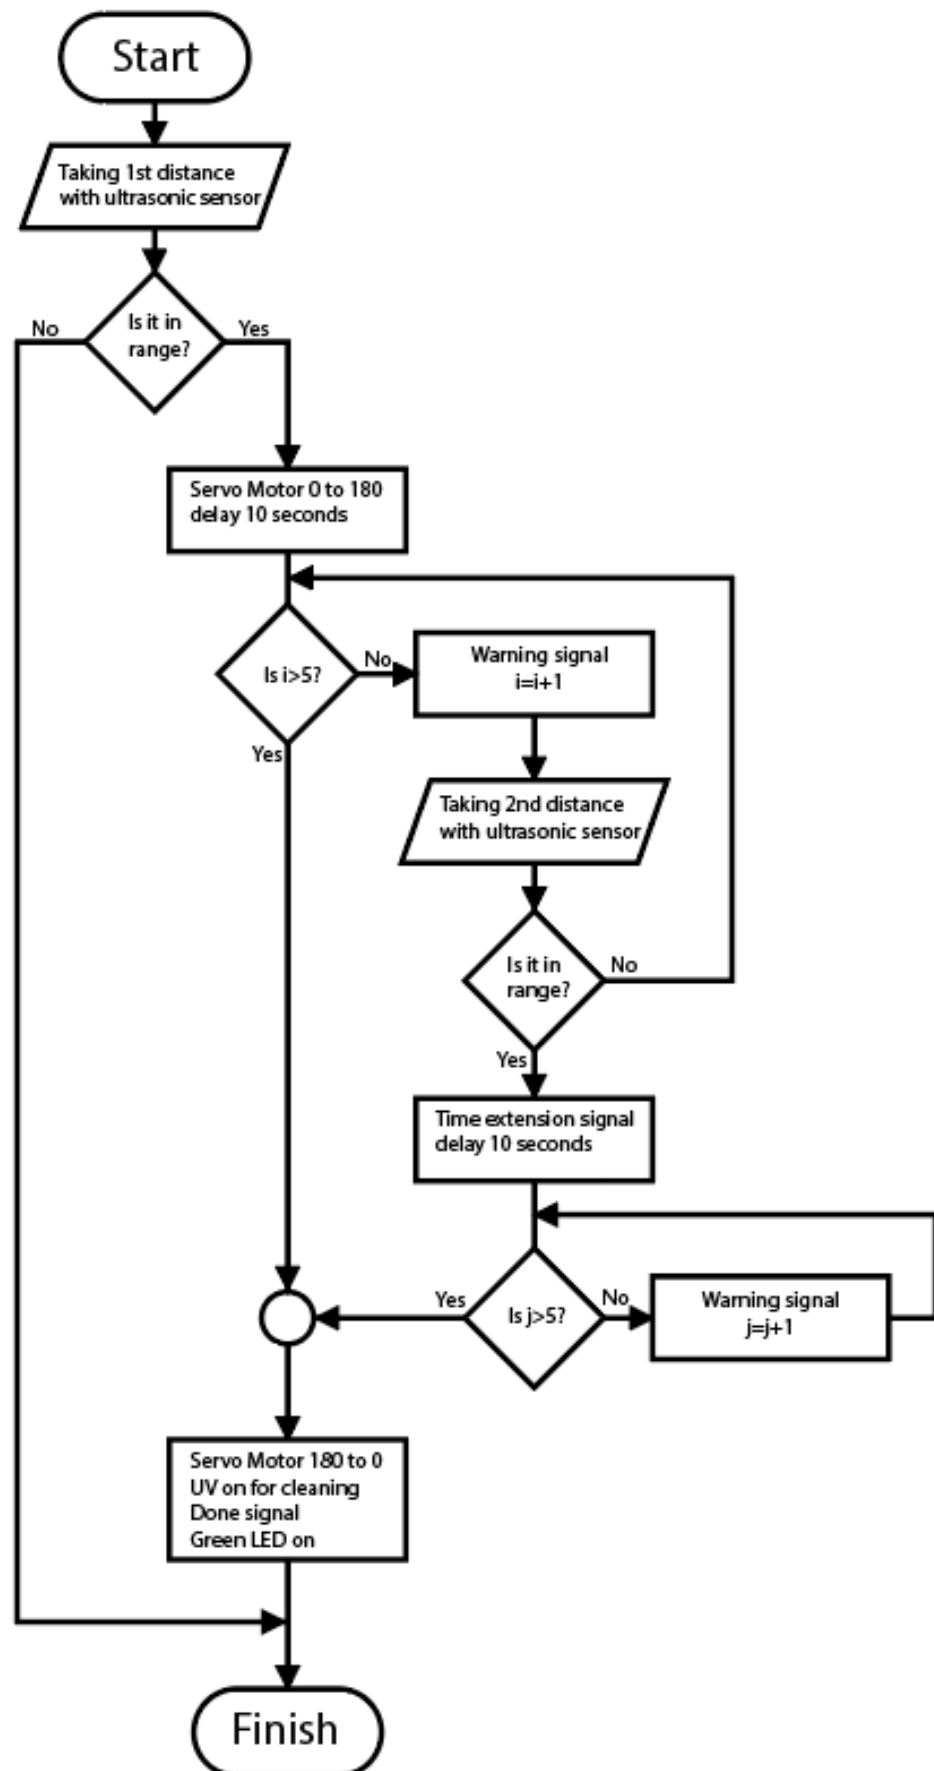 Start
Taking 1st distance
with ultrasonic sensor
No
Is it in
range?
Yes
Servo Motor 0 to 180
delay 10 seconds
Is i>5?
No
Warning signal
i=i+1
Yes
Taking 2nd distance
with ultrasonic sensor
Is it in
range?
No
Yes
Time extension signal
delay 10 seconds
Yes
Is j>5?
No
Warning signal
j=j+1
Servo Motor 180 to 0
UV on for cleaning
Done signal
Green LED on
Finish